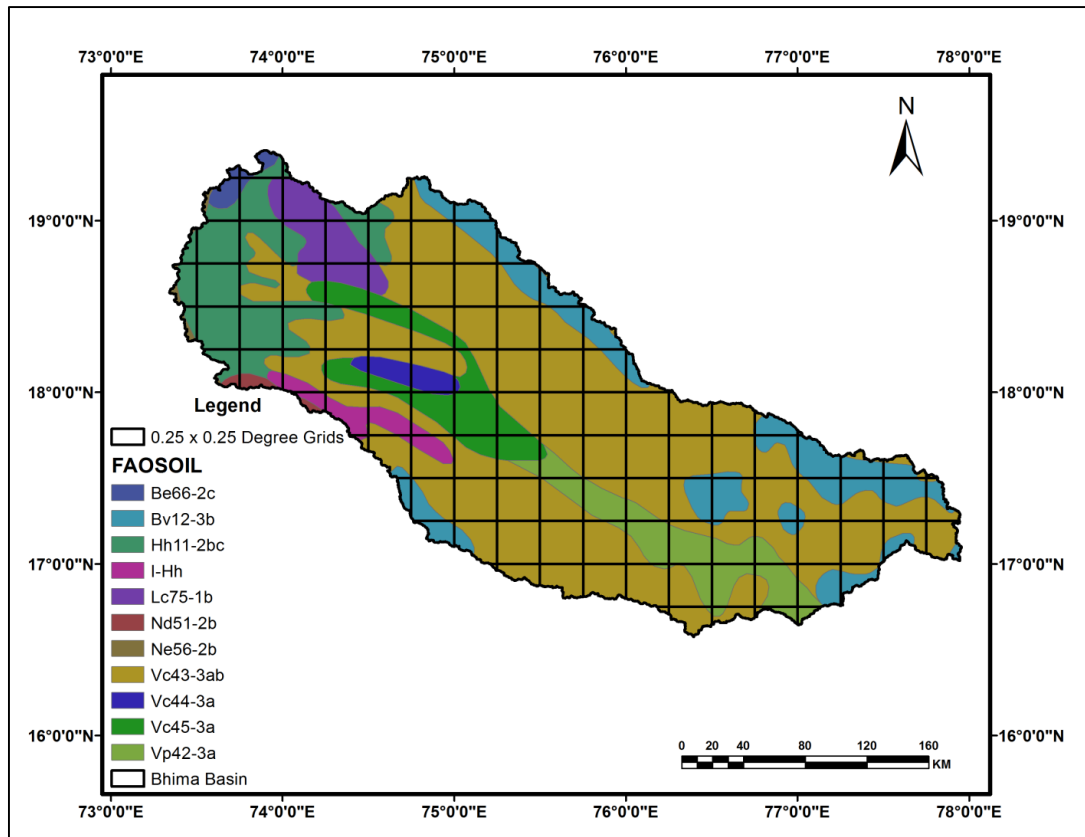 73°0'0"E 74°0'0"E 75°0'0"E 76°0'0"E 77°0'0"E 78°0'0"E
N
19°0'0"N 19°0'0"N
18°0'0"N 18°0'0"N
17°0'0"N 17°0'0"N
16°0'0"N 16°0'0"N
Legend
0.25 x 0.25 Degree Grids
FAOSOIL
Be66-2c
Bv12-3b
Hh11-2bc
I-Hh
Lc75-1b
Nd51-2b
Ne56-2b
Vc43-3ab
Vc44-3a
Vc45-3a
Vp42-3a
Bhima Basin
0 20 40 80 120 160
KM
73°0'0"E 74°0'0"E 75°0'0"E 76°0'0"E 77°0'0"E 78°0'0"E